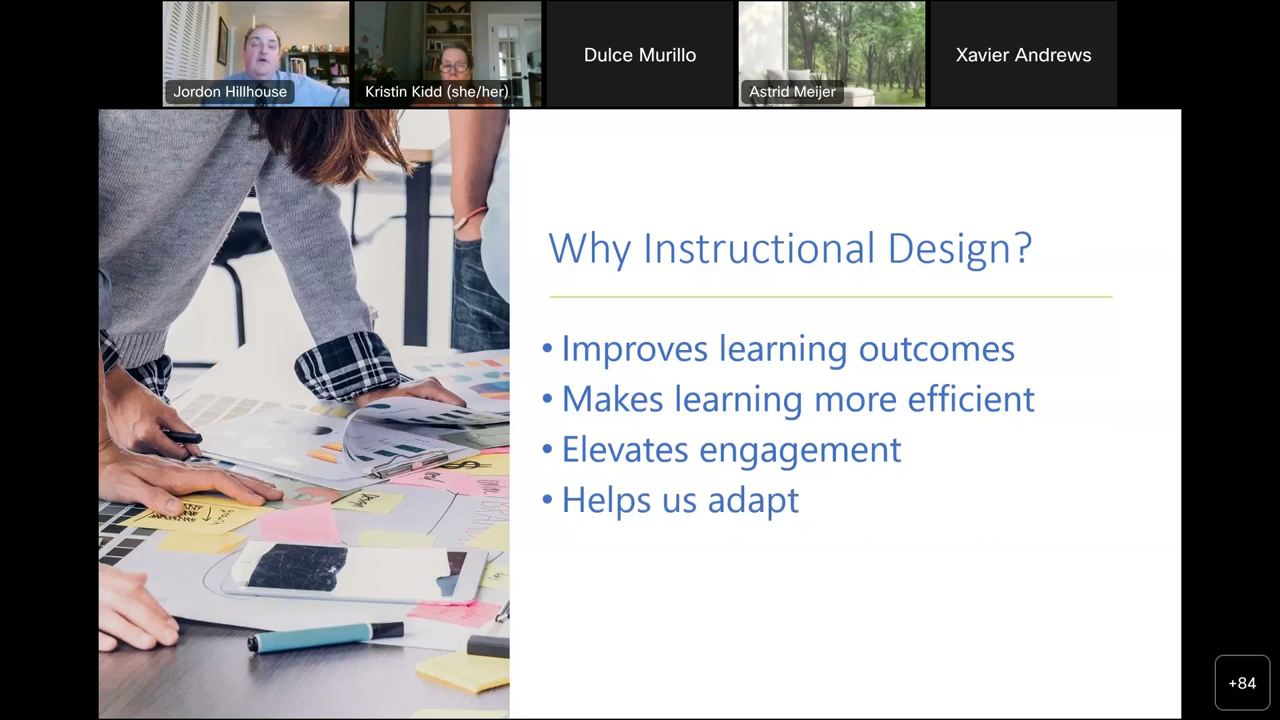 Dulce Murillo
Xavier Andrews
Jordon Hillhouse
Kristin Kidd (she/her)
Astrid Meijer
Why Instructional Design?
• Improves learning outcomes
• Makes learning more efficient
• Elevates engagement
• Helps us adapt
+84